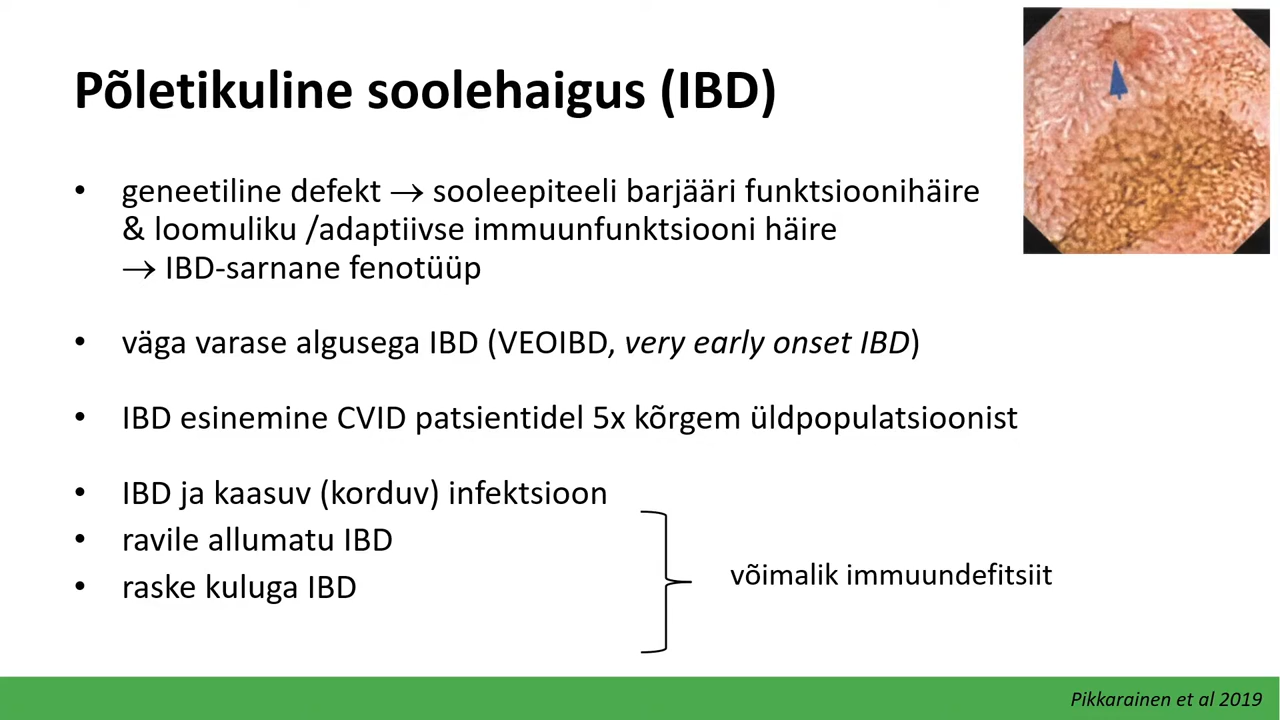 Põletikuline soolehaigus (IBD)
• geneetiline defekt → sooleepiteeli barjääri funktsioonihäire
& loomuliku /adaptiivse immuunfunktsiooni häire
→ IBD-sarnane fenotüüp
• väga varase algusega IBD (VEOIBD, very early onset IBD)
• IBD esinemine CVID patsientidel 5x kõrgem üldpopulatsioonist
• IBD ja kaasuv (korduv) infektsioon
• ravile allumatu IBD
• raske kuluga IBD
võimalik immuundefitsiit
Pikkarainen et al 2019